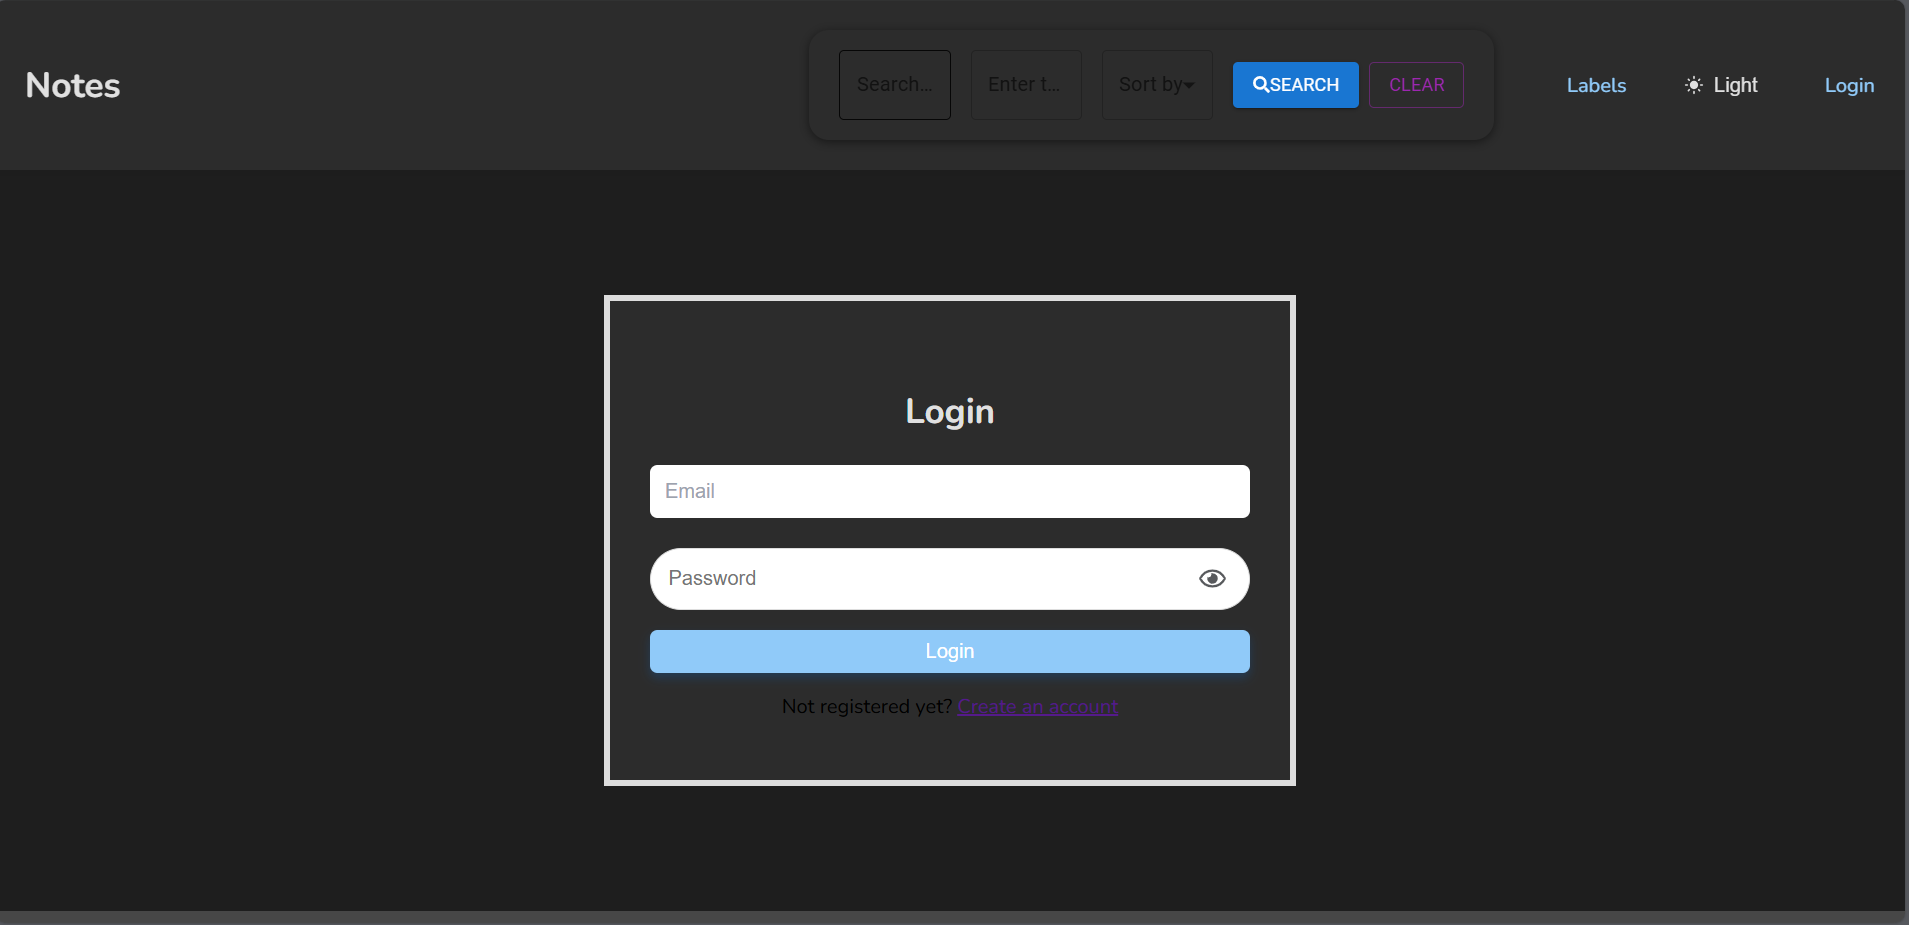 Notes
Search...
Enter t...
Sort by
SEARCH
CLEAR
Labels
Light
Login
Login
Email
Password
Login
Not registered yet? Create an account